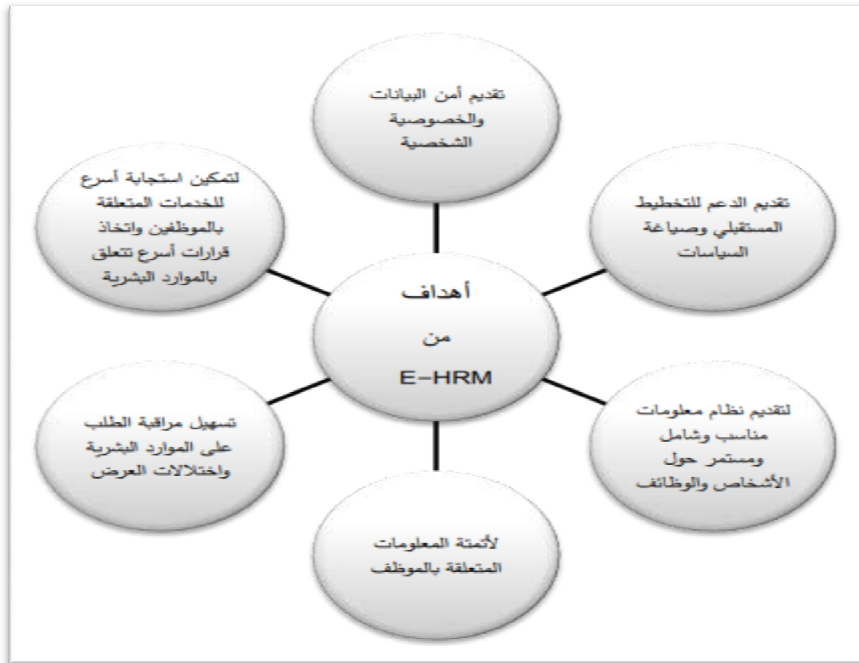 تقديم أمن البيانات
والخصوصية
الشخصية
تقديم الدعم للتخطيط
المستقبلي وصياغة
السياسات
لتقديم نظام معلومات
مناسب وشامل
ومستمر حول
الأشخاص والوظائف
لأتمتة المعلومات
المتعلقة بالموظف
تسهيل مراقبة الطلب
على الموارد البشرية
واختلالات العرض
لتمكين استجابة أسرع
للخدمات المتعلقة
بالموظفين واتخاذ
قرارات أسرع تتعلق
بالموارد البشرية
أهداف
من
E-HRM